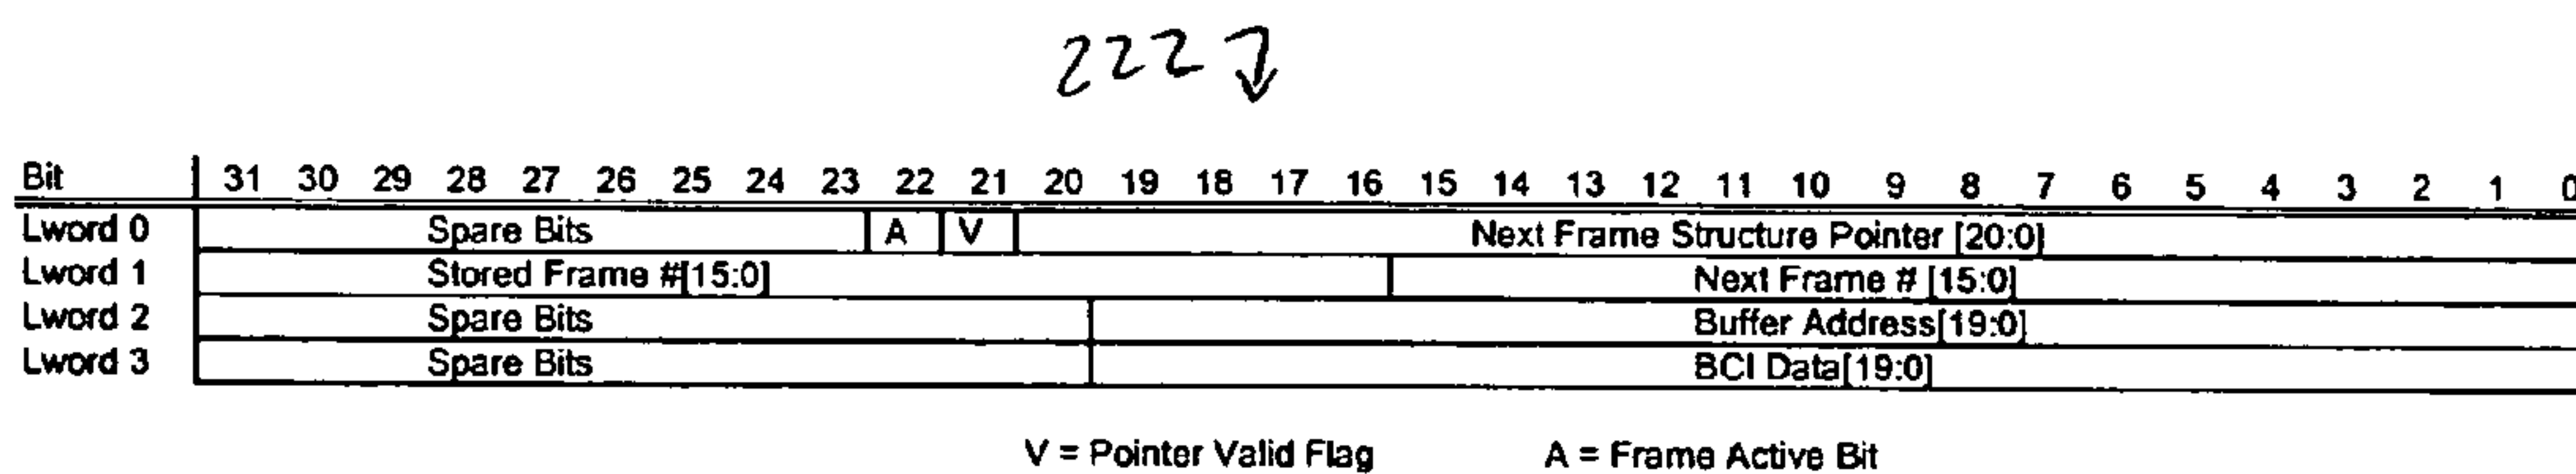 222
Bit 31 30 29 28 27 26 25 24 23 22 21 20 19 18 17 16 15 14 13 12 11 10 9 8 7 6 5 4 3 2 1 0
Lword 0 Spare Bits A V Next Frame Structure Pointer [20:0]
Lword 1 Stored Frame #[15:0] Next Frame # [15:0]
Lword 2 Spare Bits Buffer Address[19:0]
Lword 3 Spare Bits BCI Data[19:0]
V = Pointer Valid Flag A = Frame Active Bit